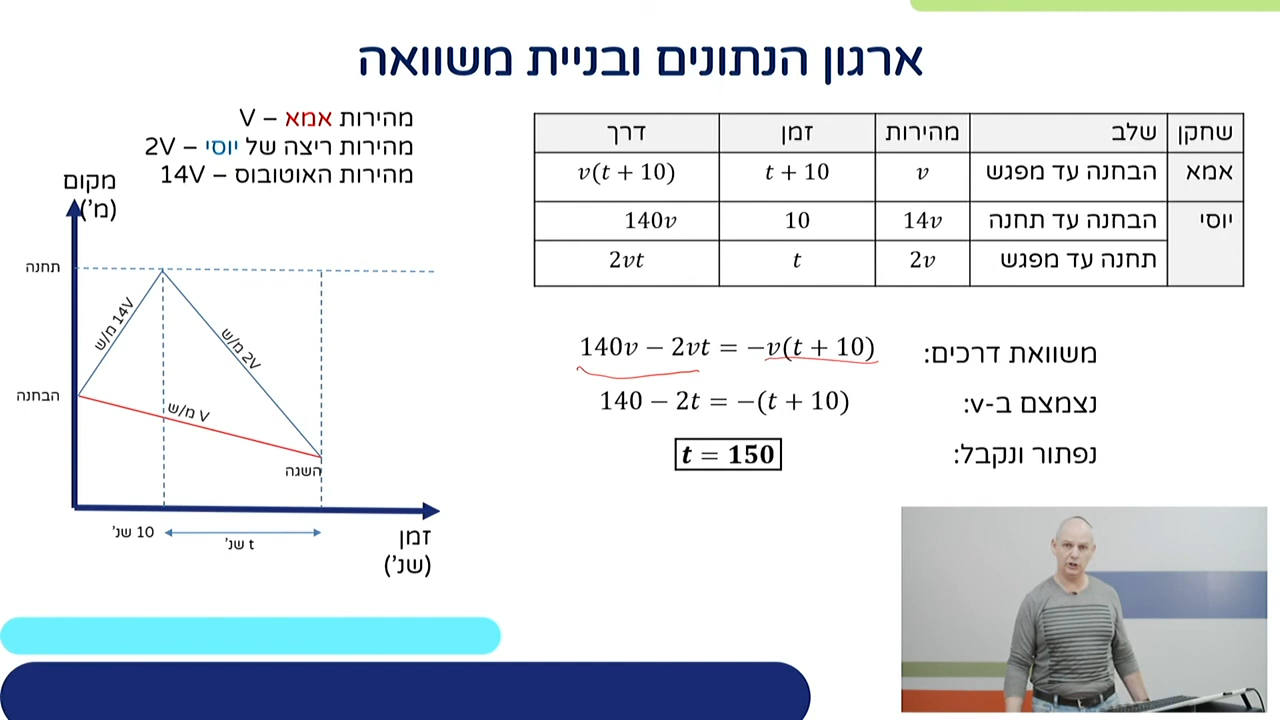 ארגון הנתונים ובניית משוואה
מהירות אמא – V
מהירות ריצה של יוסי – 2V
מהירות האוטובוס – 14V
שחקן שלב מהירות זמן דרך
אמא הבחנה עד מפגש v t + 10 v(t + 10)
יוסי הבחנה עד תחנה 14v 10 140v
תחנה עד מפגש 2v t 2vt
משוואת דרכים: 140v − 2vt = −v(t + 10)
נצמצם ב-v: 140 − 2t = −(t + 10)
נפתור ונקבל: t = 150
מקום
(מ')
תחנה
14V מ/ש
2V מ/ש
הבחנה
V מ/ש
השגה
10 שנ'
t שנ'
זמן
(שנ')